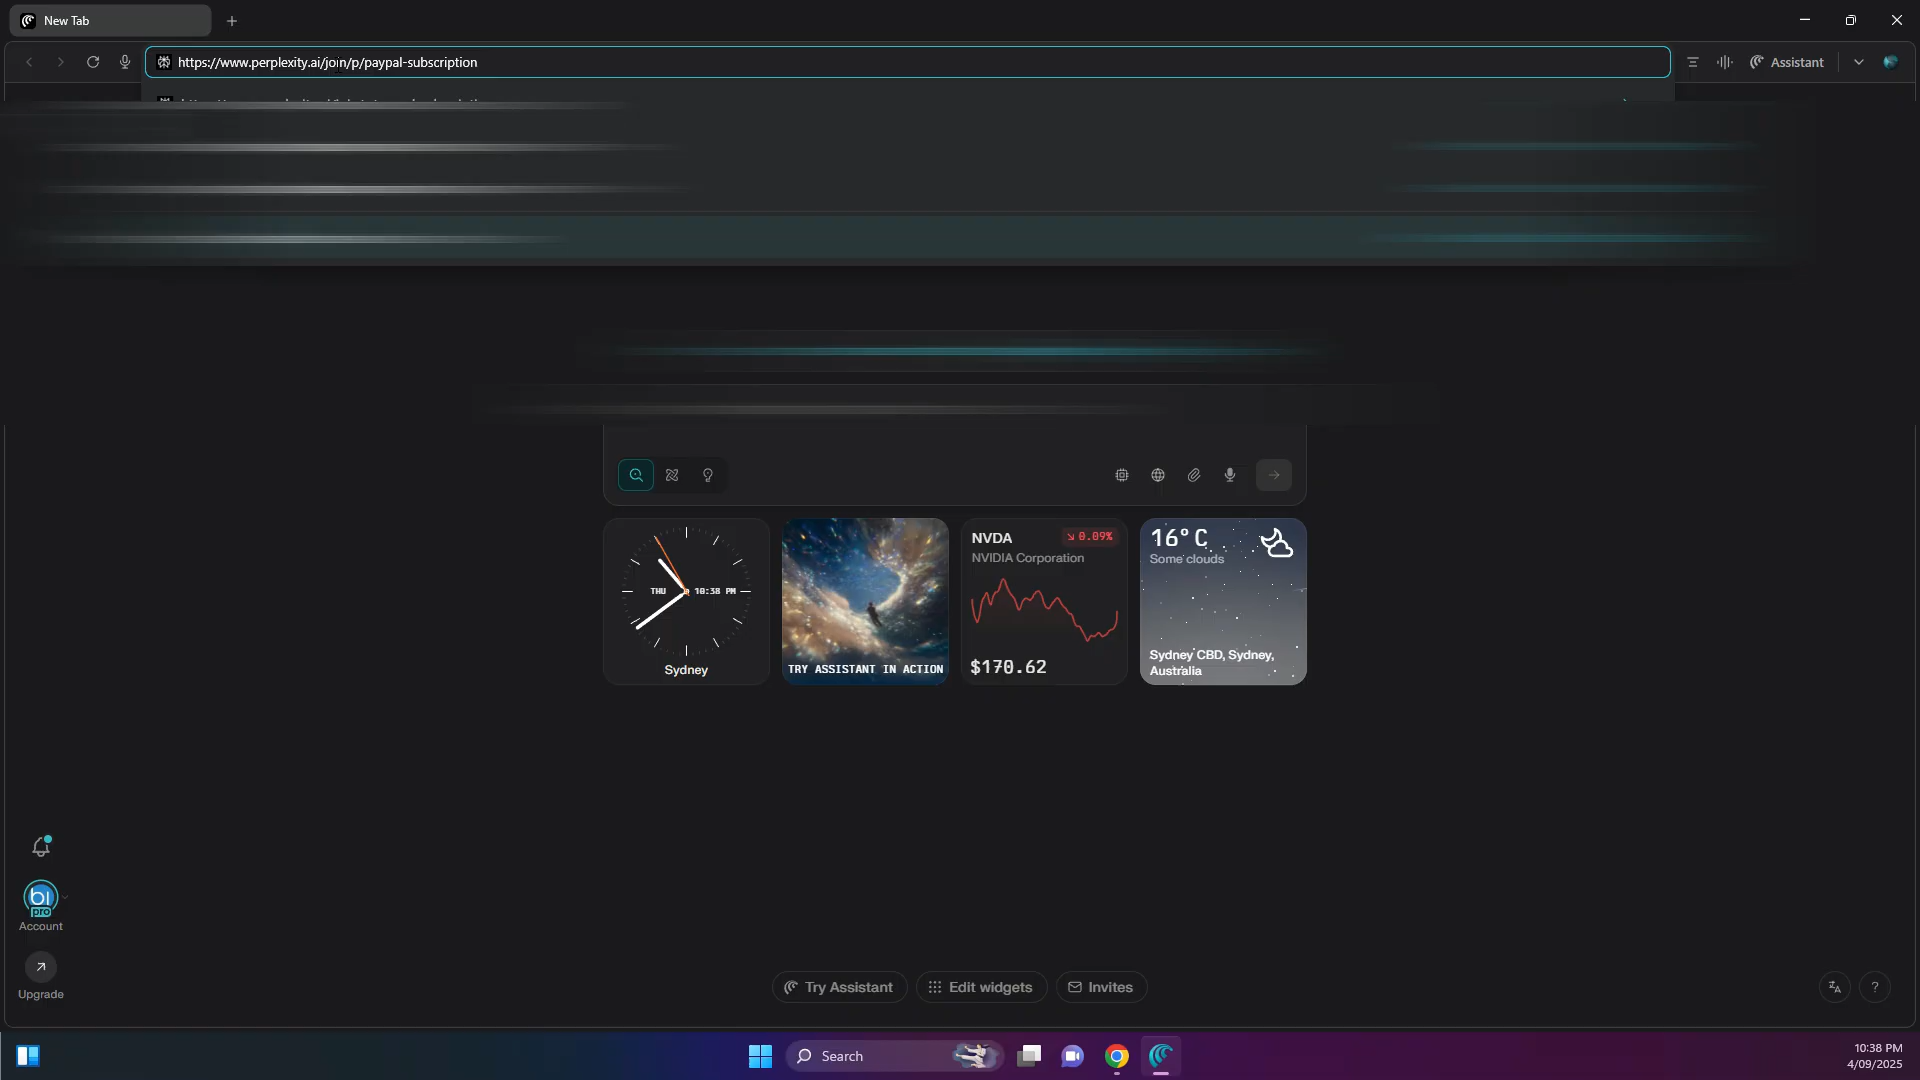 New Tab
https://www.perplexity.ai/join/p/paypal-subscription
Assistant
THU 10:38 PM
Sydney
TRY ASSISTANT IN ACTION
NVDA
0.09%
NVIDIA Corporation
$170.62
16° C
Some clouds
Sydney CBD, Sydney,
Australia
bi
pro
Account
Upgrade
Try Assistant
Edit widgets
Invites
Search
10:38 PM
4/09/2025